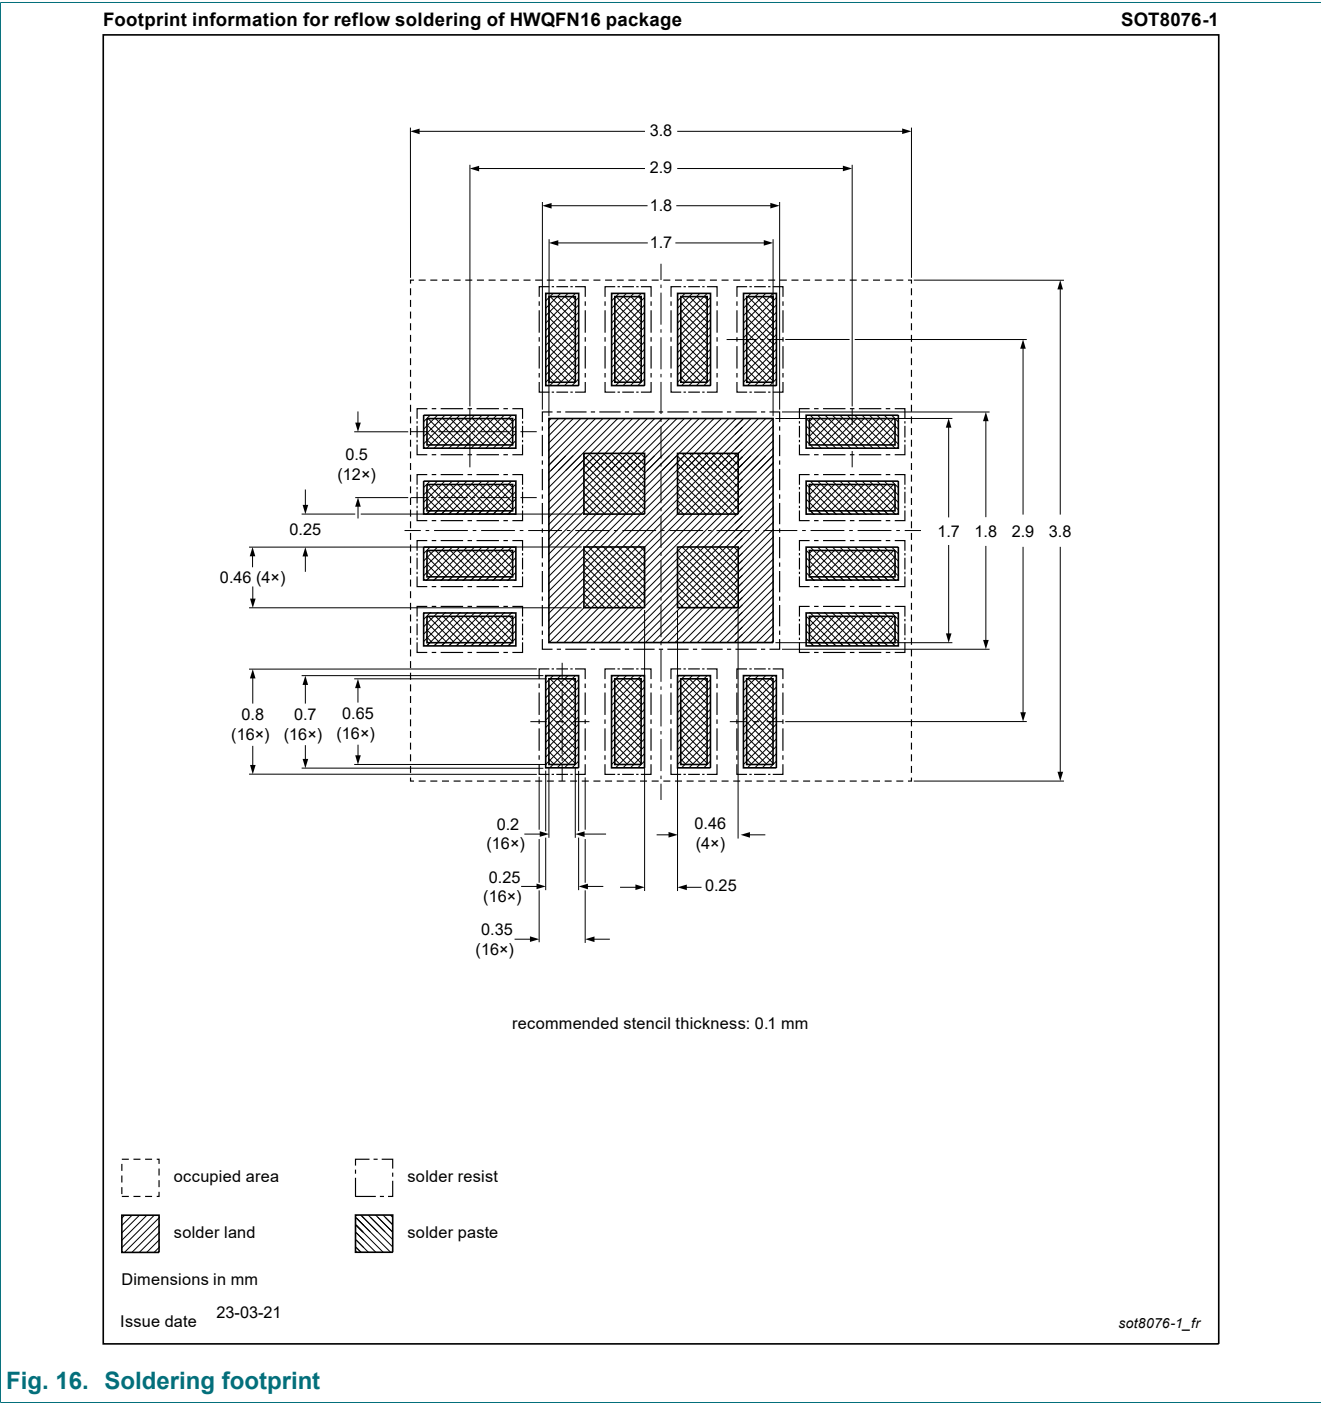 Footprint information for reflow soldering of HWQFN16 package SOT8076-1
3.8
2.9
1.8
1.7
0.5
(12×)
0.25
0.46 (4×)
1.7 1.8 2.9 3.8
0.8 0.7 0.65
(16×) (16×) (16×)
0.2
(16×)
0.46
(4×)
0.25
(16×)
0.25
0.35
(16×)
recommended stencil thickness: 0.1 mm
occupied area solder resist
solder land solder paste
Dimensions in mm
Issue date 23-03-21
sot8076-1_fr
Fig. 16. Soldering footprint